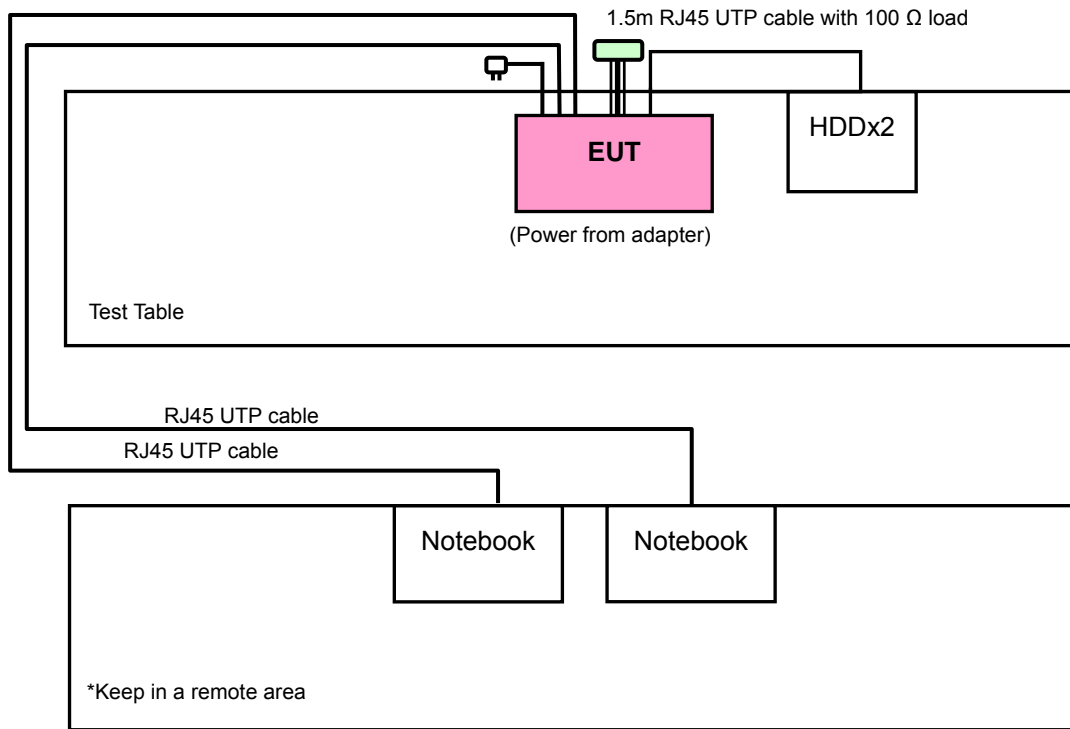 1.5m RJ45 UTP cable with 100 Ω load
HDDx2
EUT
(Power from adapter)
Test Table
RJ45 UTP cable
RJ45 UTP cable
Notebook
Notebook
*Keep in a remote area